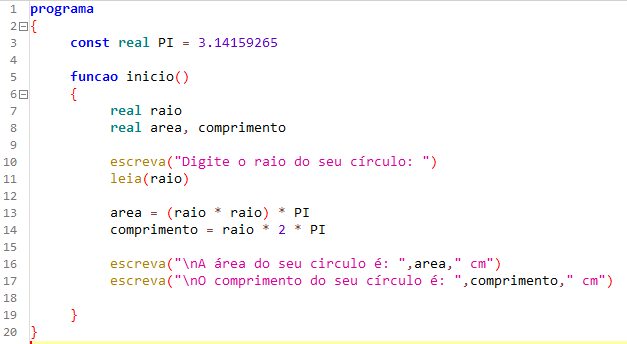 1 programa
2 {
3 const real PI = 3.14159265
4
5 funcao inicio()
6 {
7 real raio
8 real area, comprimento
9
10 escreva("Digite o raio do seu círculo: ")
11 leia(raio)
12
13 area = (raio * raio) * PI
14 comprimento = raio * 2 * PI
15
16 escreva("\nA área do seu circulo é: ",area," cm")
17 escreva("\nO comprimento do seu círculo é: ",comprimento," cm")
18
19 }
20 }